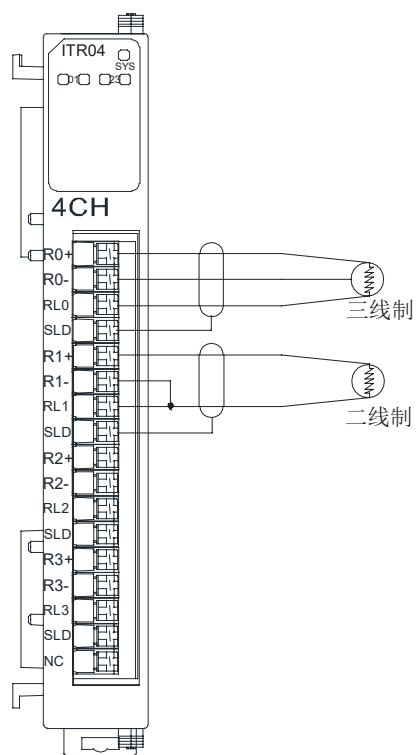 ITR04
SYS
01 23
4CH
R0+
R0-
RL0
SLD
三线制
R1+
R1-
RL1
SLD
二线制
R2+
R2-
RL2
SLD
R3+
R3-
RL3
SLD
NC